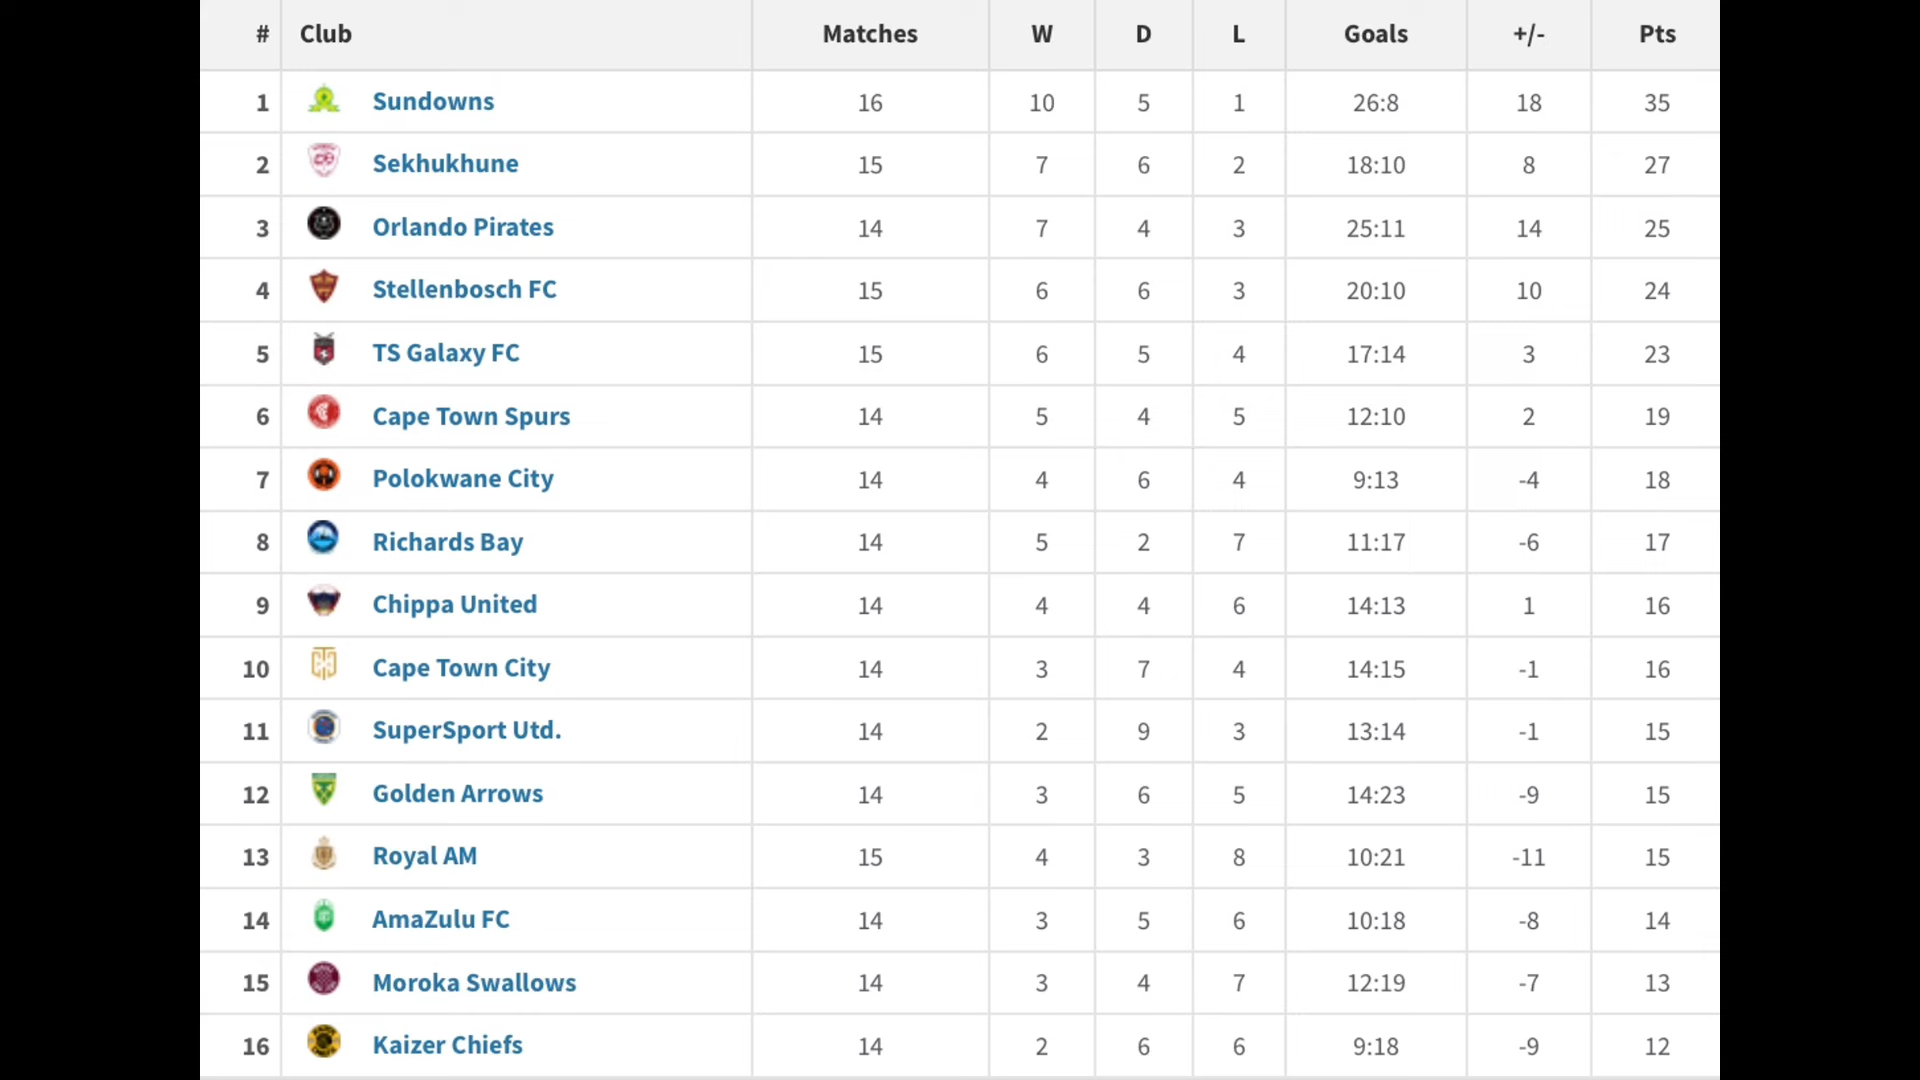 # Club Matches W D L Goals +/- Pts
1 Sundowns 16 10 5 1 26:8 18 35
2 Sekhukhune 15 7 6 2 18:10 8 27
3 Orlando Pirates 14 7 4 3 25:11 14 25
4 Stellenbosch FC 15 6 6 3 20:10 10 24
5 TS Galaxy FC 15 6 5 4 17:14 3 23
6 Cape Town Spurs 14 5 4 5 12:10 2 19
7 Polokwane City 14 4 6 4 9:13 -4 18
8 Richards Bay 14 5 2 7 11:17 -6 17
9 Chippa United 14 4 4 6 14:13 1 16
10 Cape Town City 14 3 7 4 14:15 -1 16
11 SuperSport Utd. 14 2 9 3 13:14 -1 15
12 Golden Arrows 14 3 6 5 14:23 -9 15
13 Royal AM 15 4 3 8 10:21 -11 15
14 AmaZulu FC 14 3 5 6 10:18 -8 14
15 Moroka Swallows 14 3 4 7 12:19 -7 13
16 Kaizer Chiefs 14 2 6 6 9:18 -9 12